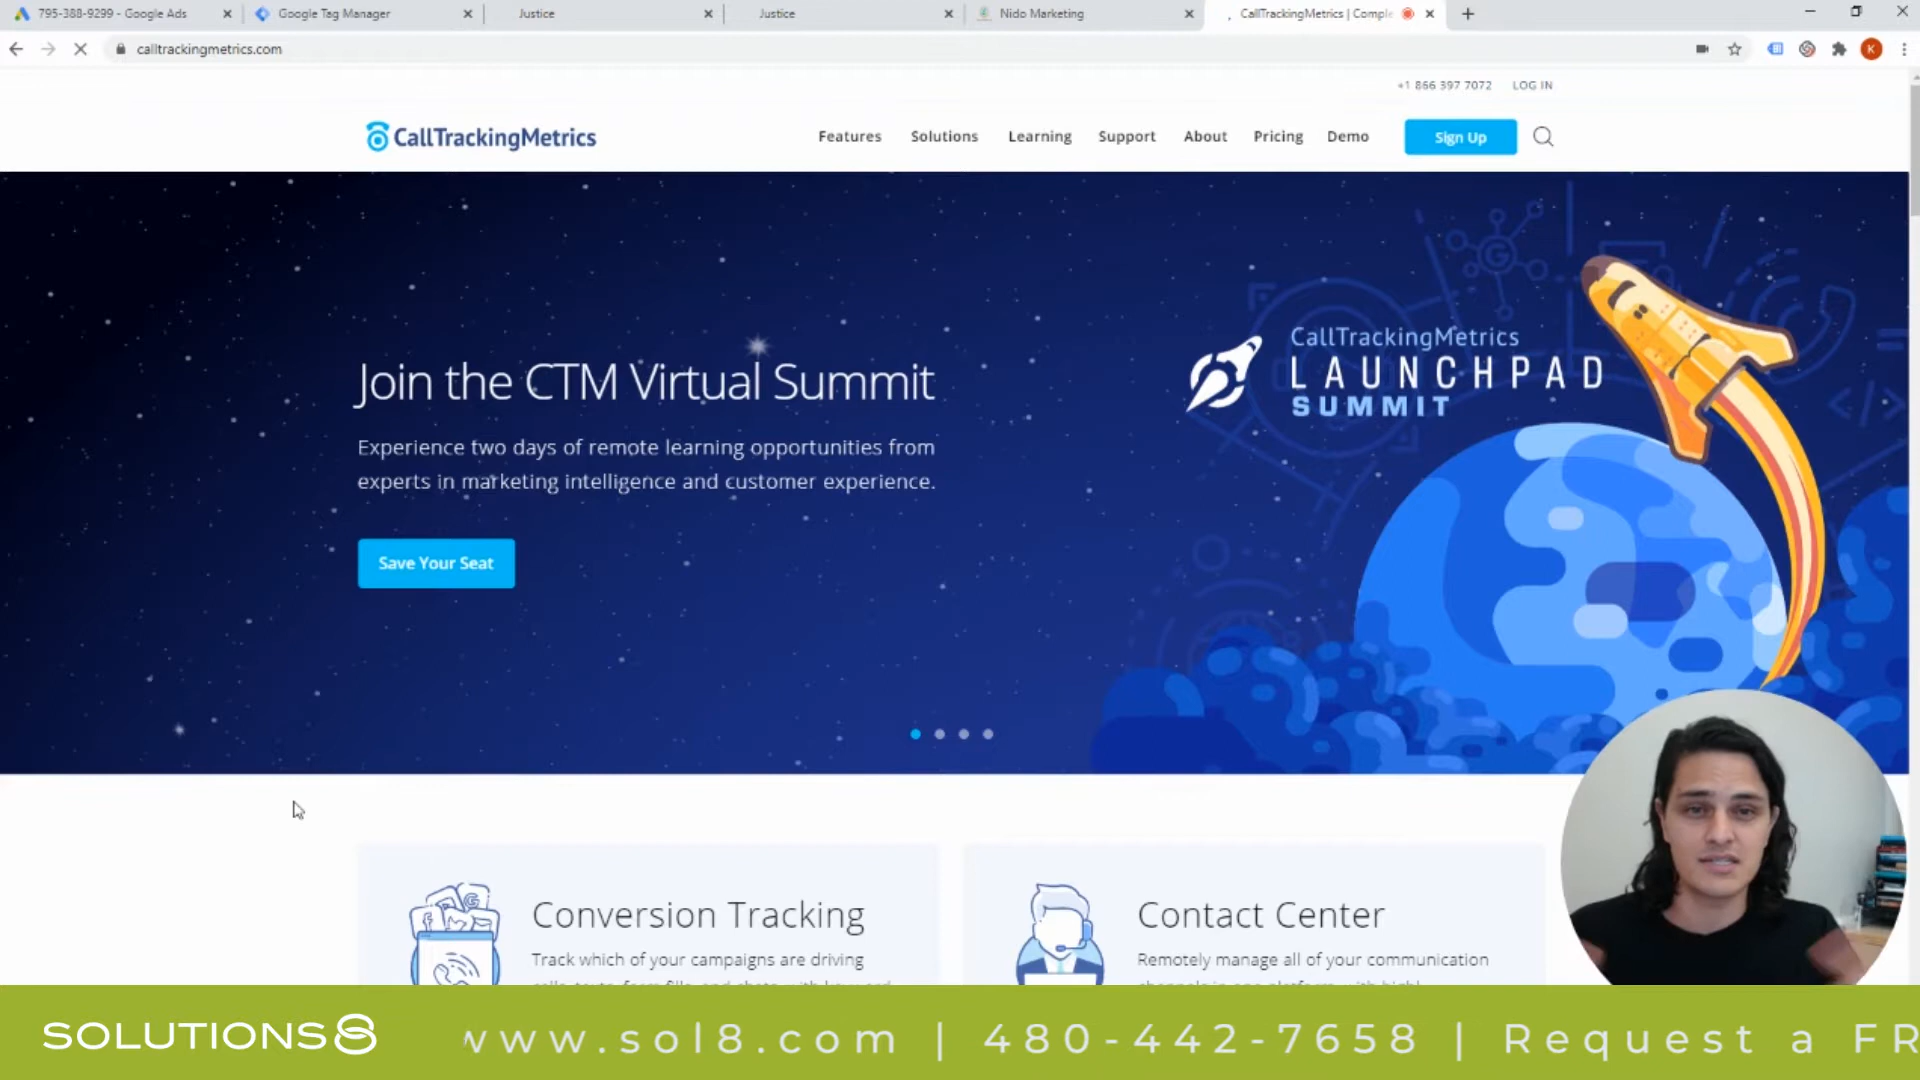 795-388-9299 - Google Ads
Google Tag Manager
Justice
Justice
Nido Marketing
CallTrackingMetrics | Comple
calltrackingmetrics.com
K
+1 866 397 7072
LOG IN
CallTrackingMetrics
Features
Solutions
Learning
Support
About
Pricing
Demo
Sign Up
Join the CTM Virtual Summit
Experience two days of remote learning opportunities from
experts in marketing intelligence and customer experience.
Save Your Seat
CallTrackingMetrics
LAUNCHPAD
SUMMIT
Conversion Tracking
Track which of your campaigns are driving
Contact Center
Remotely manage all of your communication
SOLUTIONS8
www.sol8.com | 480-442-7658 | Request a FR